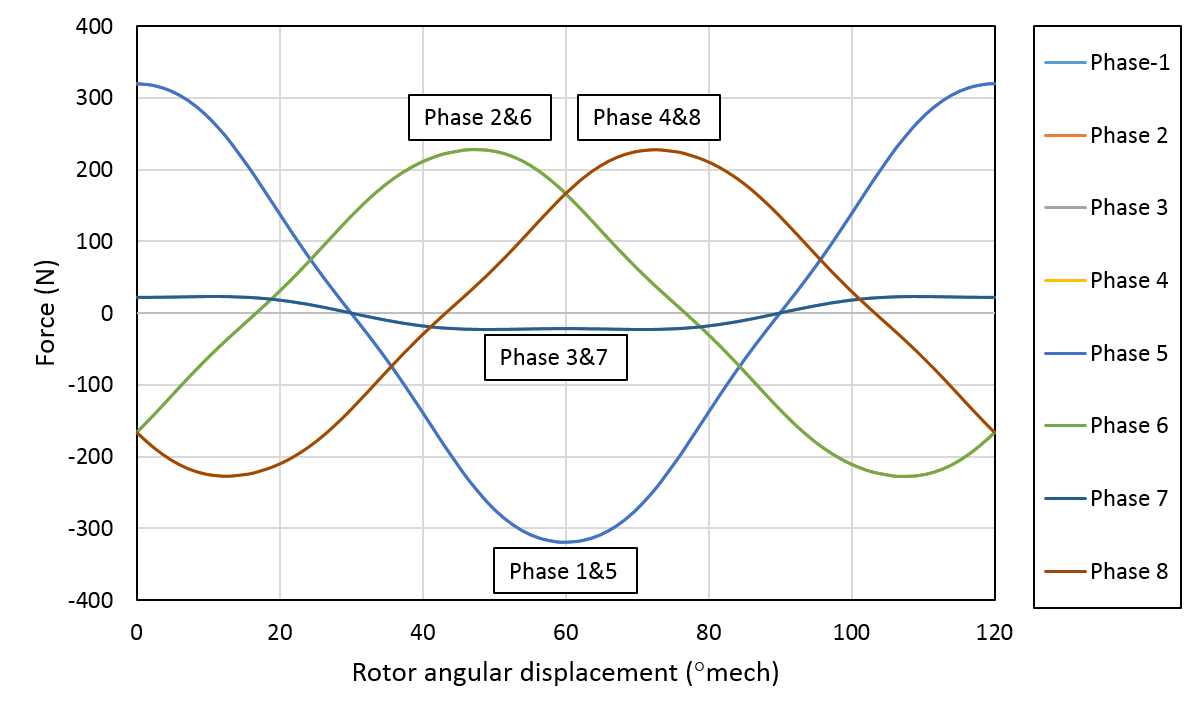 400
300
200
100
0
-100
-200
-300
-400
Force (N)
0 20 40 60 80 100 120
Rotor angular displacement (°mech)
Phase 2&6
Phase 4&8
Phase 3&7
Phase 1&5
Phase-1
Phase 2
Phase 3
Phase 4
Phase 5
Phase 6
Phase 7
Phase 8